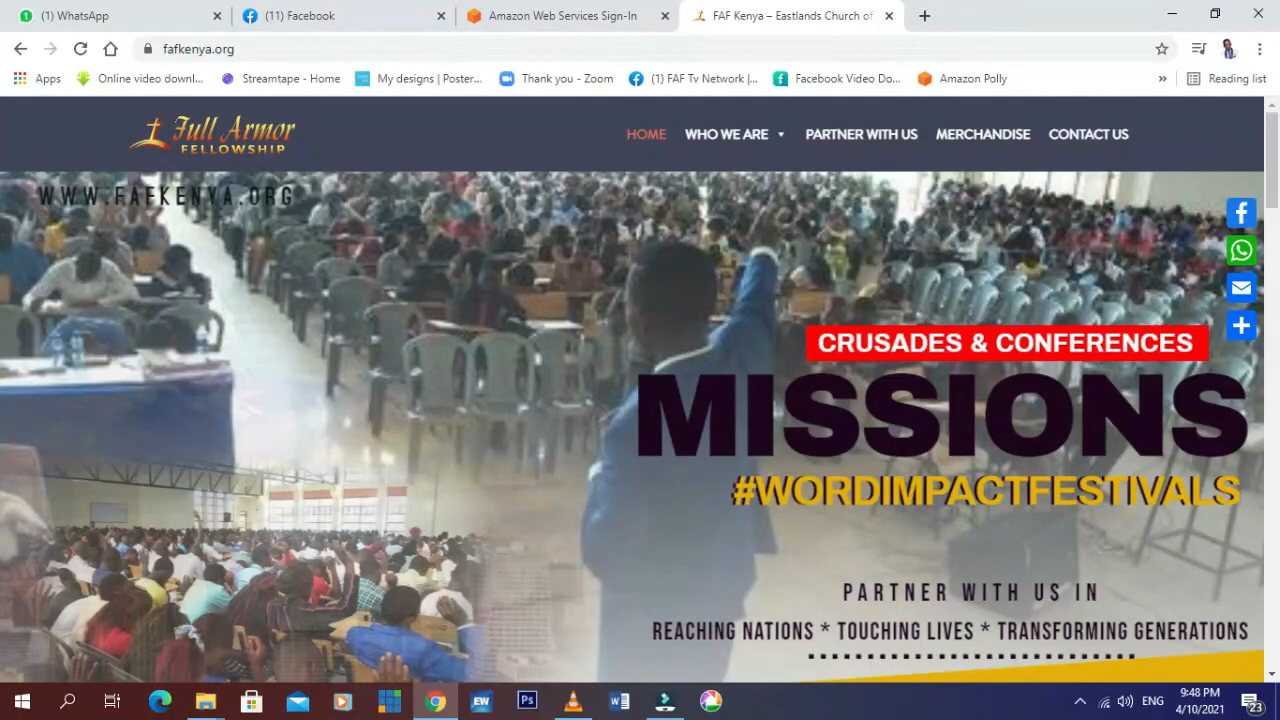 (1) WhatsApp
(11) Facebook
Amazon Web Services Sign-In
FAF Kenya – Eastlands Church of
fafkenya.org
Apps
Online video downl...
Streamtape - Home
My designs | Poster...
Thank you - Zoom
(1) FAF Tv Network |...
Facebook Video Do...
Amazon Polly
»
Reading list
Full Armor
FELLOWSHIP
HOME
WHO WE ARE
PARTNER WITH US
MERCHANDISE
CONTACT US
WWW.FAFKENYA.ORG
CRUSADES & CONFERENCES
MISSIONS
#WORDIMPACTFESTIVALS
PARTNER WITH US IN
REACHING NATIONS * TOUCHING LIVES * TRANSFORMING GENERATIONS
EW
Ps
ENG
9:48 PM
4/10/2021
23